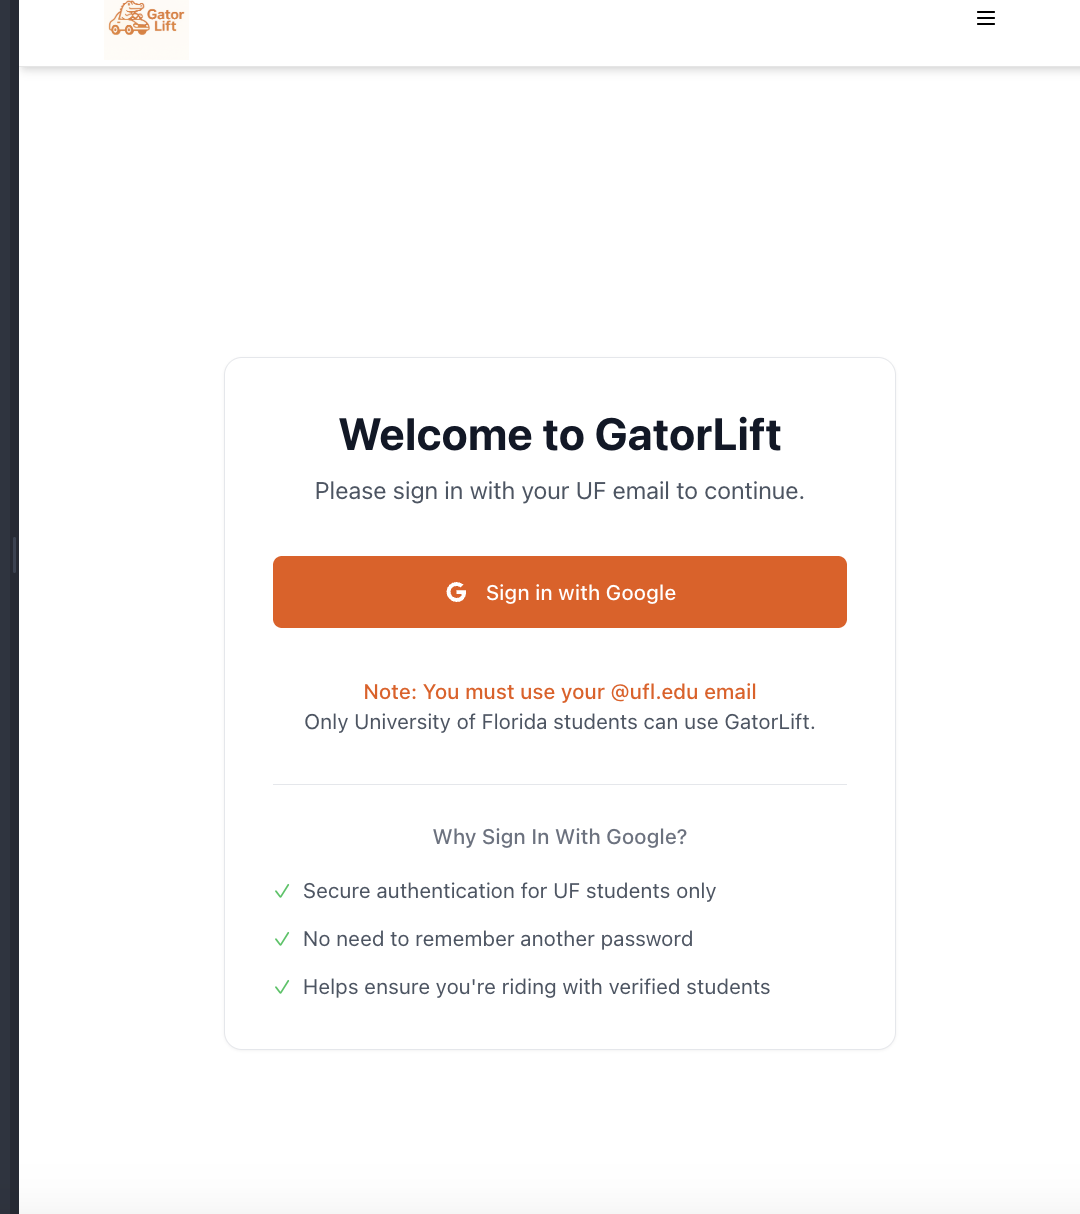 Gator
Lift
Welcome to GatorLift
Please sign in with your UF email to continue.
G Sign in with Google
Note: You must use your @ufl.edu email
Only University of Florida students can use GatorLift.
Why Sign In With Google?
Secure authentication for UF students only
No need to remember another password
Helps ensure you're riding with verified students